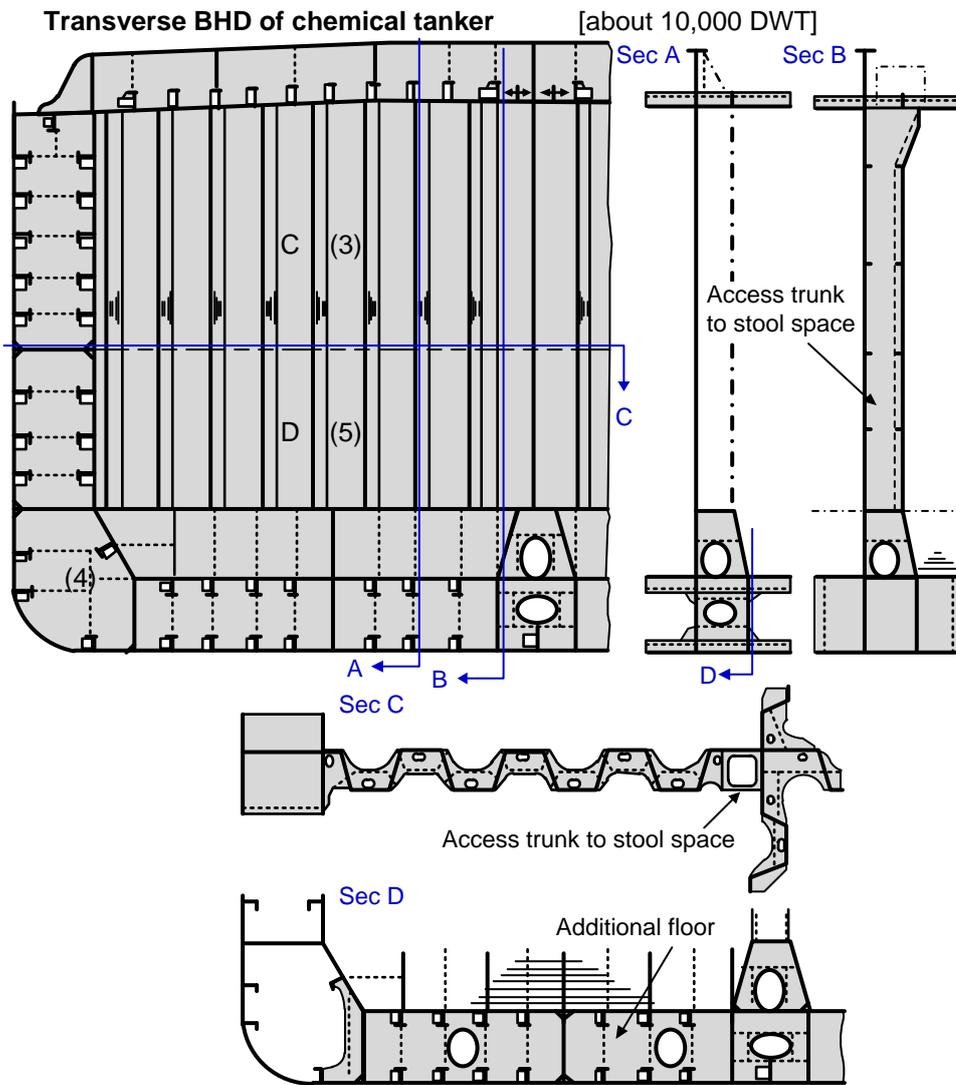 Transverse BHD of chemical tanker [about 10,000 DWT]
Sec A
Sec B
C (3)
Access trunk
to stool space
C
D (5)
(4)
A
B
D
Sec C
Access trunk to stool space
Sec D
Additional floor